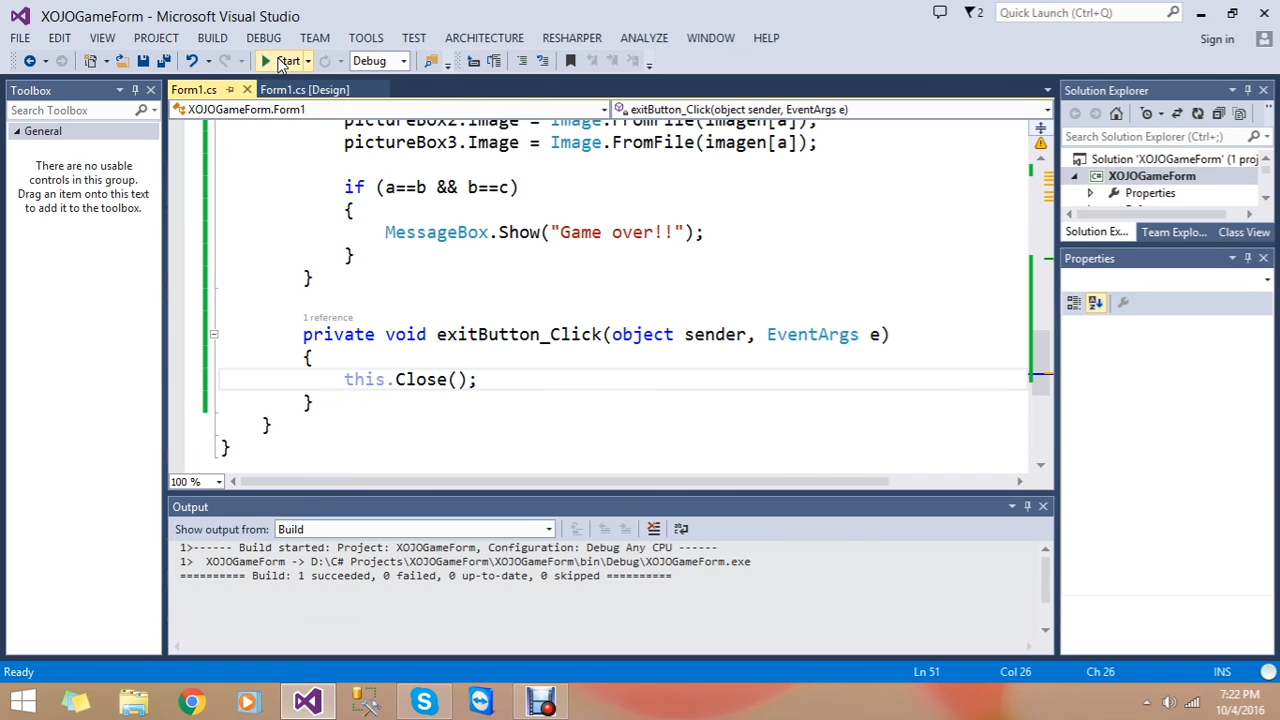 XOJOGameForm - Microsoft Visual Studio
2
Quick Launch (Ctrl+Q)
FILE EDIT VIEW PROJECT BUILD DEBUG TEAM TOOLS TEST ARCHITECTURE RESHARPER ANALYZE WINDOW HELP
Sign in
Start
Debug
Toolbox
Search Toolbox
General
There are no usable
controls in this group.
Drag an item onto this text
to add it to the toolbox.
Form1.cs
Form1.cs [Design]
XOJOGameForm.Form1
exitButton_Click(object sender, EventArgs e)
pictureBox2.Image = Image.FromFile(imagen[a]);
pictureBox3.Image = Image.FromFile(imagen[a]);
if (a==b && b==c)
{
MessageBox.Show("Game over!!");
}
}
1 reference
private void exitButton_Click(object sender, EventArgs e)
{
this.Close();
}
}
}
100 %
Output
Show output from: Build
1>------ Build started: Project: XOJOGameForm, Configuration: Debug Any CPU ------
1>  XOJOGameForm -> D:\C# Projects\XOJOGameForm\XOJOGameForm\bin\Debug\XOJOGameForm.exe
========== Build: 1 succeeded, 0 failed, 0 up-to-date, 0 skipped ==========
Solution Explorer
Search Solution Explorer (Ctrl+;)
Solution 'XOJOGameForm' (1 proj
C# XOJOGameForm
Properties
Solution Ex... Team Explo... Class View
Properties
Ready
Ln 51
Col 26
Ch 26
INS
7:22 PM
10/4/2016